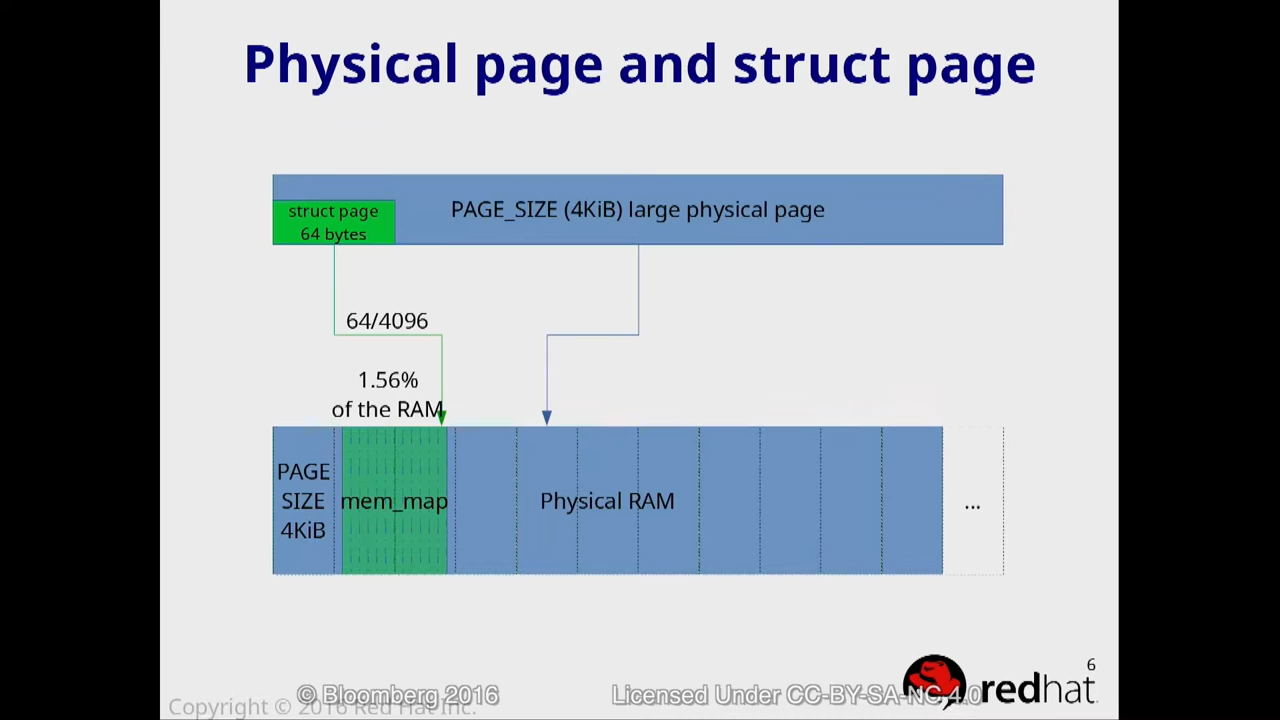 Physical page and struct page
struct page
64 bytes
PAGE_SIZE (4KiB) large physical page
64/4096
1.56%
of the RAM
PAGE
SIZE
4KiB
mem_map
Physical RAM
...
6
redhat.
© Bloomberg 2016
Licensed Under CC-BY-SA-NC 4.0
Copyright © 2016 Red Hat Inc.